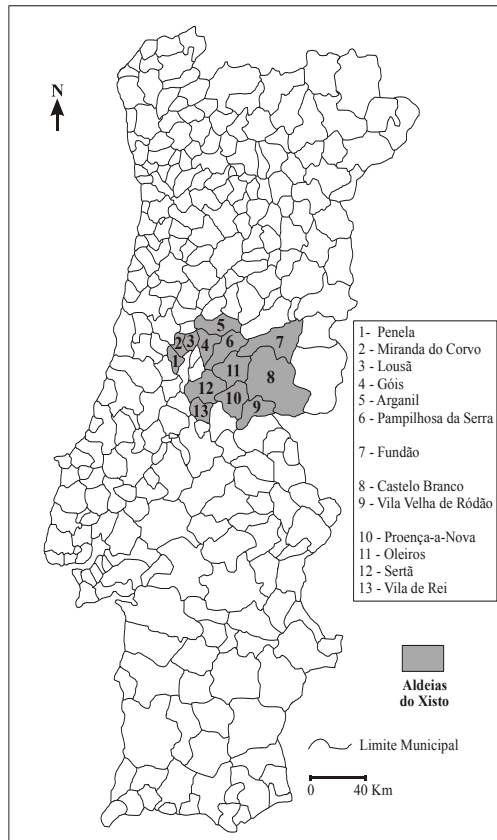 N
5
2
3
4
6
7
1
11
8
12
10
13
9
1- Penela
2 - Miranda do Corvo
3 - Lousã
4 - Góis
5 - Arganil
6 - Pampilhosa da Serra
7 - Fundão
8 - Castelo Branco
9 - Vila Velha de Ródão
10 - Proença-a-Nova
11 - Oleiros
12 - Sertã
13 - Vila de Rei
Aldeias
do Xisto
Limite Municipal
0 40 Km